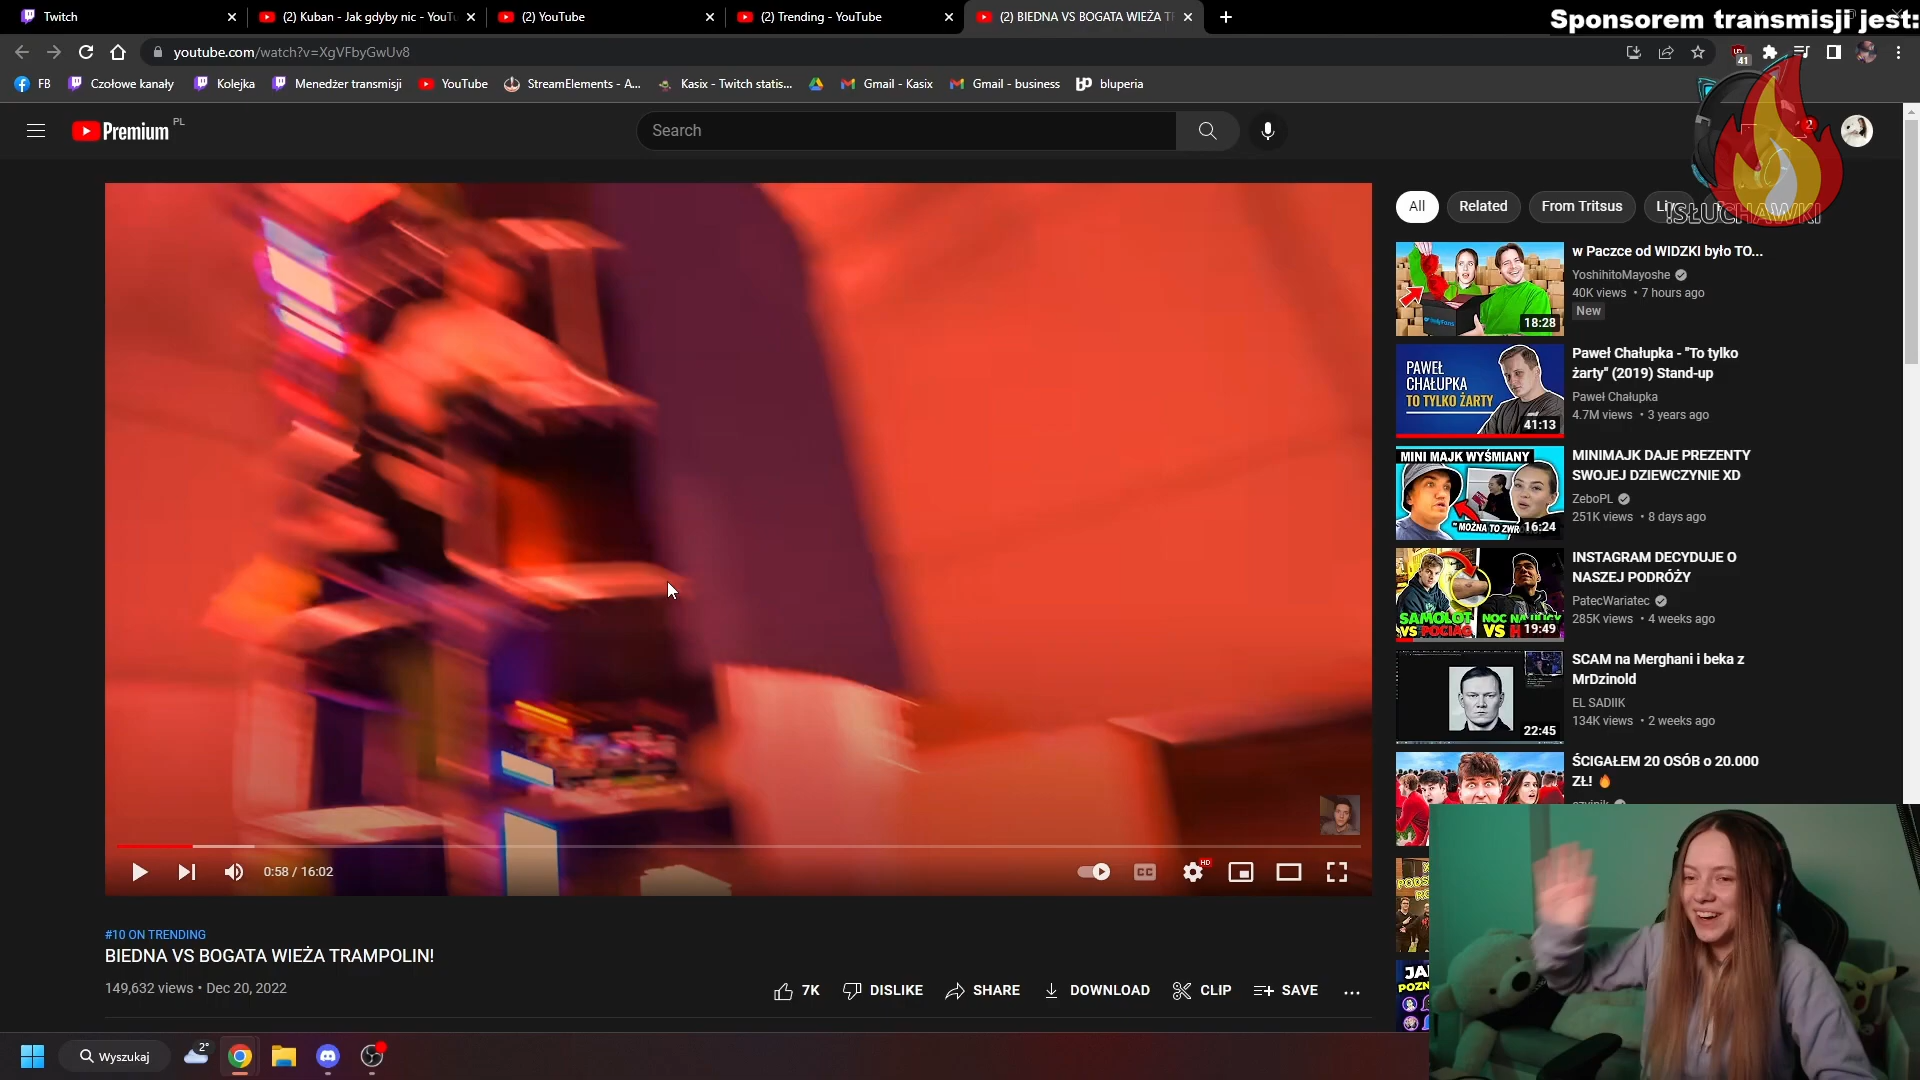 Twitch
(2) Kuban - Jak gdyby nic - YouTu
(2) YouTube
(2) Trending - YouTube
(2) BIEDNA VS BOGATA WIEŻA T
Sponsorem transmisji jest:
youtube.com/watch?v=XgVFbyGwUv8
41
FB
Czołowe kanały
Kolejka
Menedżer transmisji
YouTube
StreamElements - A...
Kasix - Twitch statis...
Gmail - Kasix
Gmail - business
bluperia
Premium PL
Search
2
All
Related
From Tritsus
!SŁUCHAWKI
w Paczce od WIDZKI było TO...
YoshihitoMayoshe
40K views • 7 hours ago
New
18:28
PAWEŁ
CHAŁUPKA
TO TYLKO ŻARTY
41:13
Paweł Chałupka - "To tylko
żarty" (2019) Stand-up
Paweł Chałupka
4.7M views • 3 years ago
MINI MAJK WYŚMIANY
16:24
MINIMAJK DAJE PREZENTY
SWOJEJ DZIEWCZYNIE XD
ZeboPL
251K views • 8 days ago
SAMOLOT
VS POCIĄG
19:49
INSTAGRAM DECYDUJE O
NASZEJ PODRÓŻY
PatecWariatec
285K views • 4 weeks ago
22:45
SCAM na Merghani i beka z
MrDzinold
EL SADIIK
134K views • 2 weeks ago
ŚCIGAŁEM 20 OSÓB o 20.000
ZŁ!
0:58 / 16:02
CC
HD
#10 ON TRENDING
BIEDNA VS BOGATA WIEŻA TRAMPOLIN!
149,632 views • Dec 20, 2022
7K
DISLIKE
SHARE
DOWNLOAD
CLIP
SAVE
Wyszukaj
2°